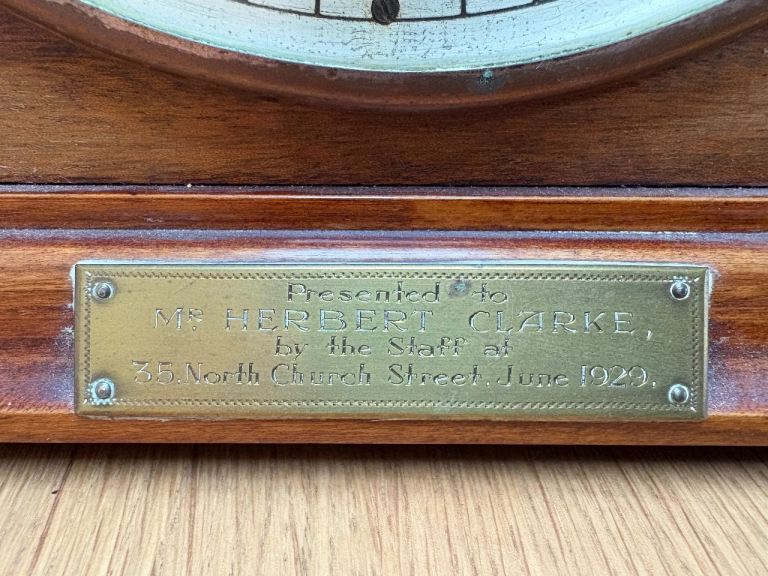 Presented to
Mr. HERBERT CLARKE,
by the Staff at
35. North Church Street. June 1929.